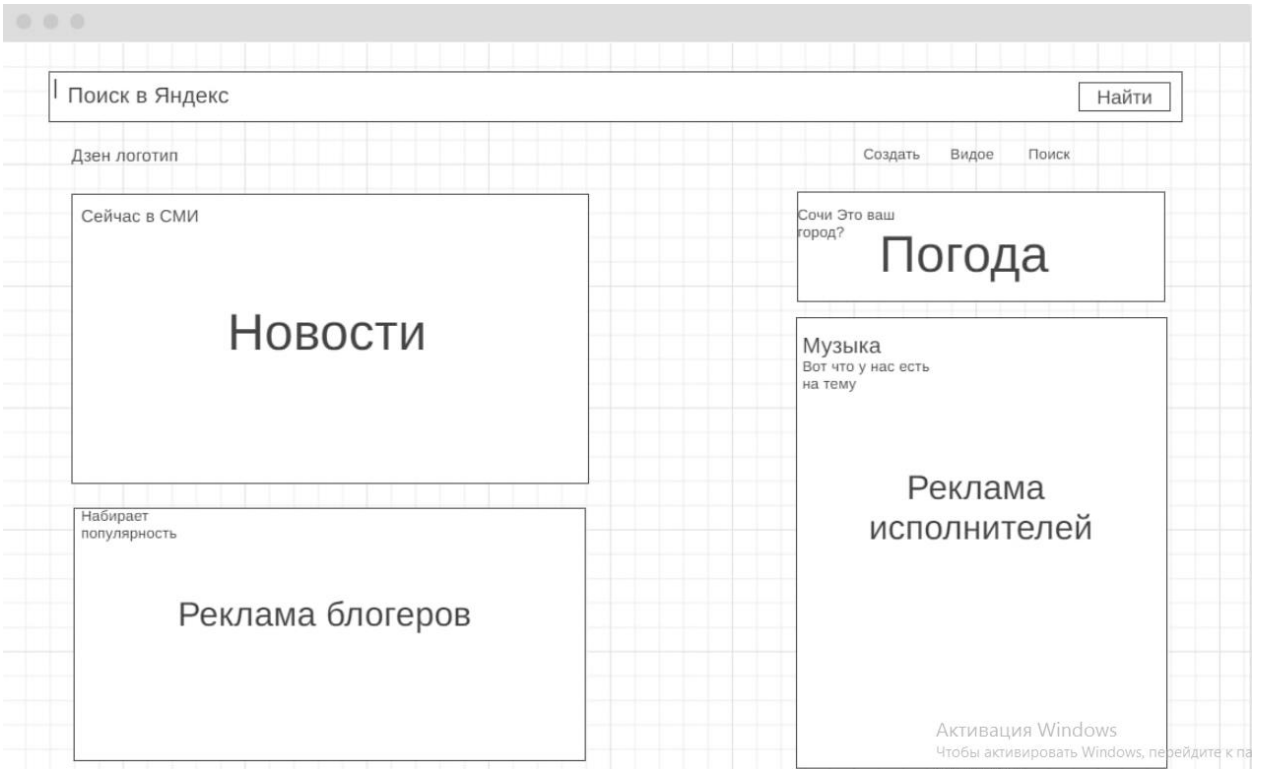 Поиск в Яндекс
Найти
Дзен логотип
Создать Видое Поиск
Сейчас в СМИ
Новости
Сочи Это ваш
город?
Погода
Музыка
Вот что у нас есть
на тему
Реклама
исполнителей
Набирает
популярность
Реклама блогеров
Активация Windows
Чтобы активировать Windows, перейдите к па